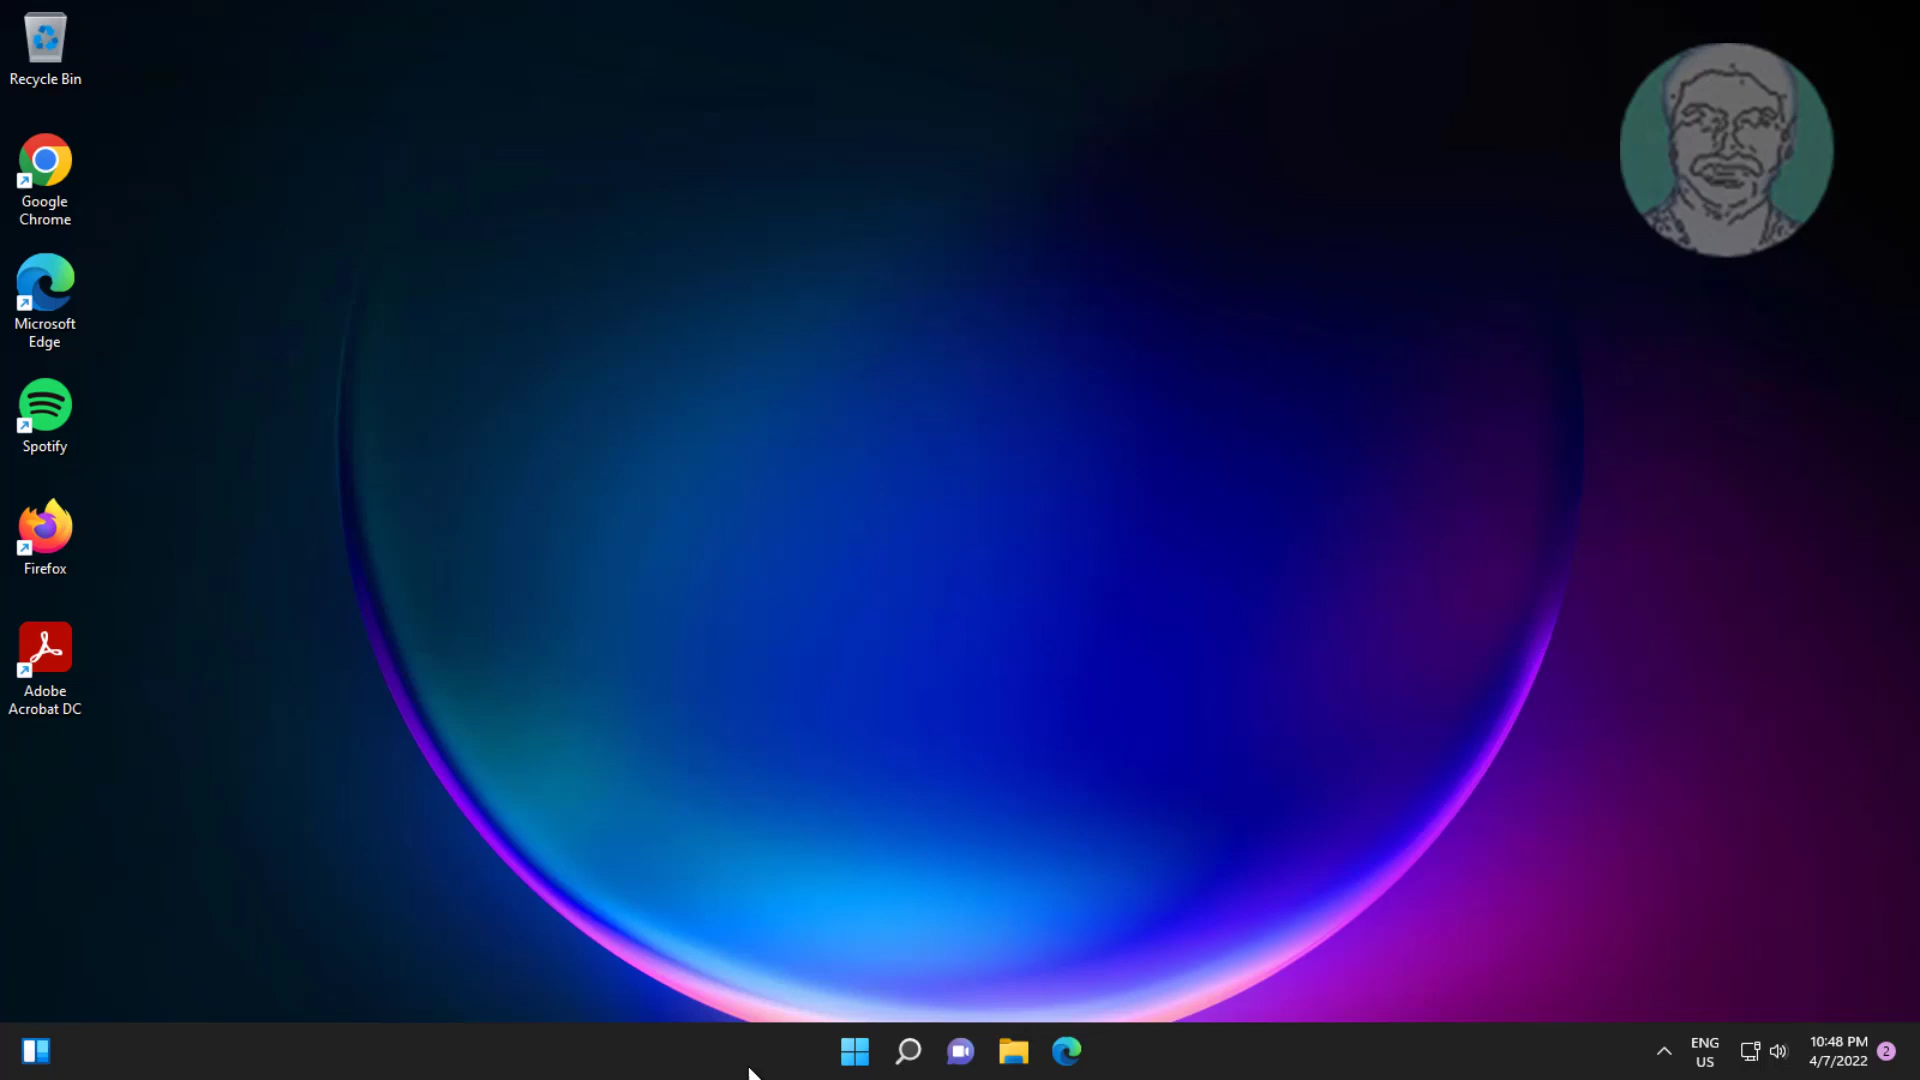 Recycle Bin
Google
Chrome
Microsoft
Edge
Spotify
Firefox
Adobe
Acrobat DC
ENG
US
10:48 PM
4/7/2022
2